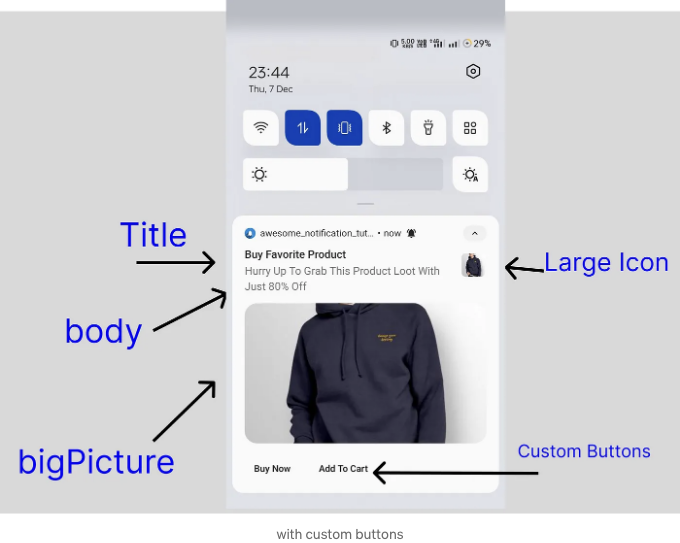 29%
23:44
Thu, 7 Dec
Title
awesome_notification_tut... • now
Buy Favorite Product
Hurry Up To Grab This Product Loot With
Just 80% Off
Large Icon
body
bigPicture
Custom Buttons
Buy Now
Add To Cart
with custom buttons